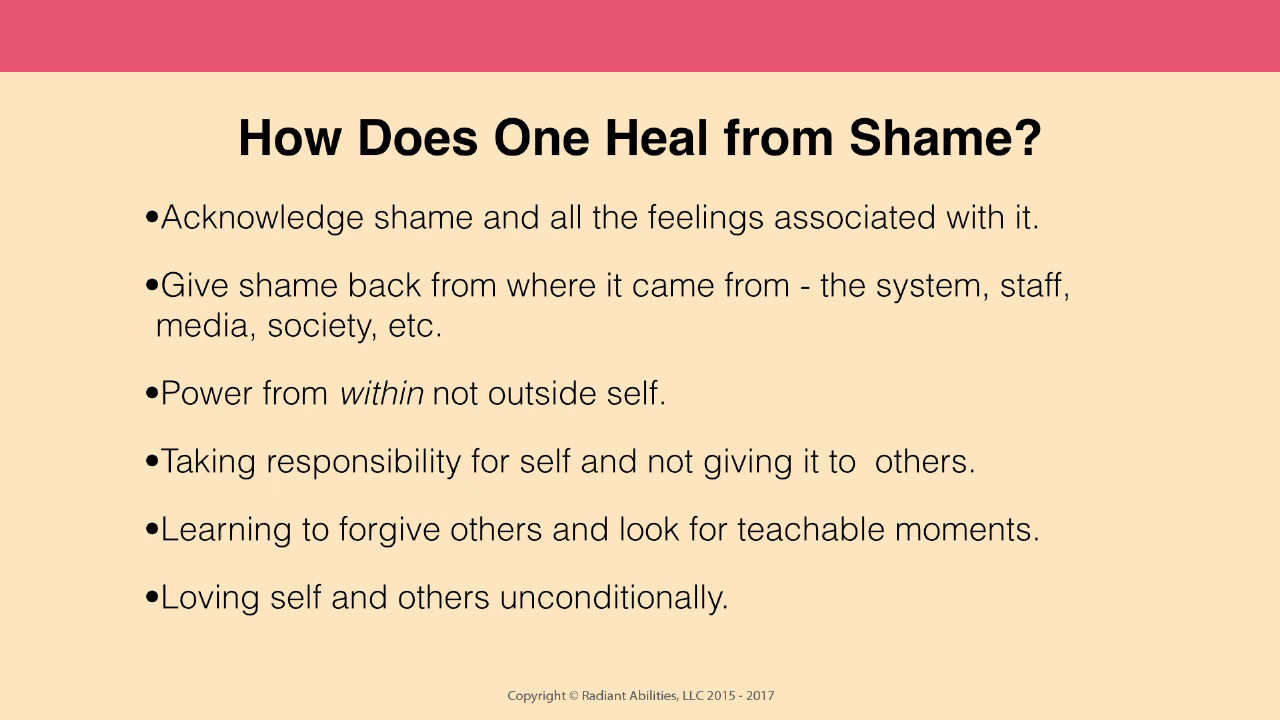 How Does One Heal from Shame?
•Acknowledge shame and all the feelings associated with it.
•Give shame back from where it came from - the system, staff,
media, society, etc.
•Power from within not outside self.
•Taking responsibility for self and not giving it to  others.
•Learning to forgive others and look for teachable moments.
•Loving self and others unconditionally.
Copyright © Radiant Abilities, LLC 2015 - 2017